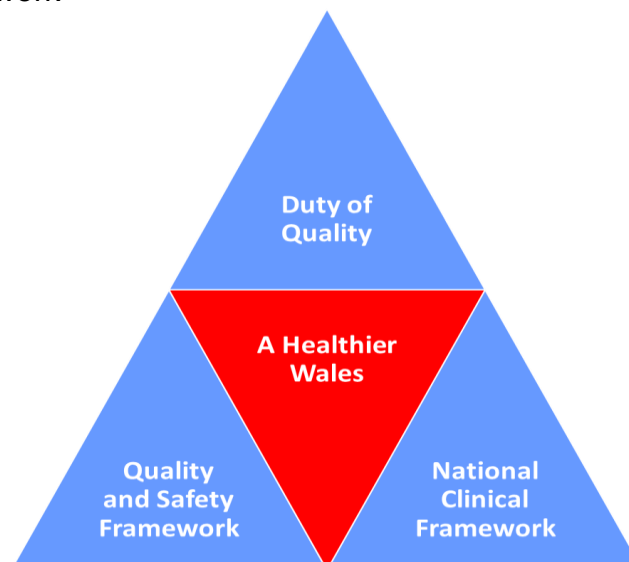 Duty of
Quality
A Healthier
Wales
Quality
and Safety
Framework
National
Clinical
Framework